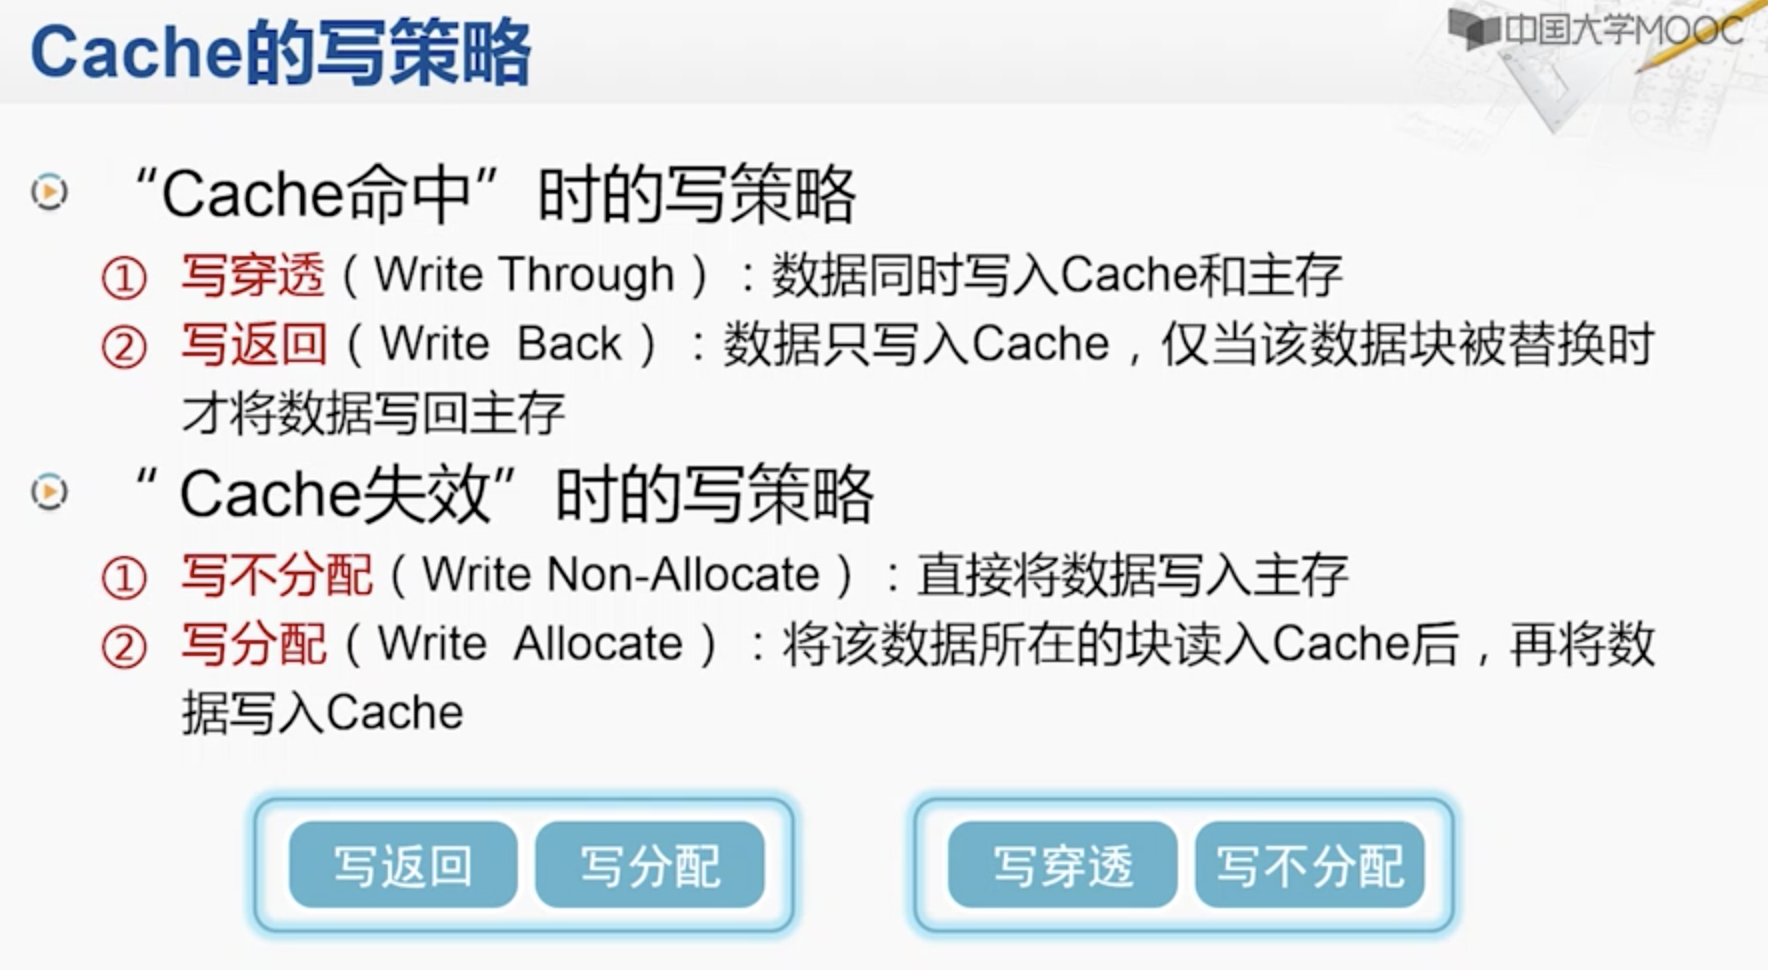 Cache的写策略
中国大学MOOC
“Cache命中”时的写策略
① 写穿透（Write Through）：数据同时写入Cache和主存
② 写返回（Write Back）：数据只写入Cache，仅当该数据块被替换时
才将数据写回主存
“ Cache失效”时的写策略
① 写不分配（Write Non-Allocate）：直接将数据写入主存
② 写分配（Write Allocate）：将该数据所在的块读入Cache后，再将数
据写入Cache
写返回 写分配 写穿透 写不分配